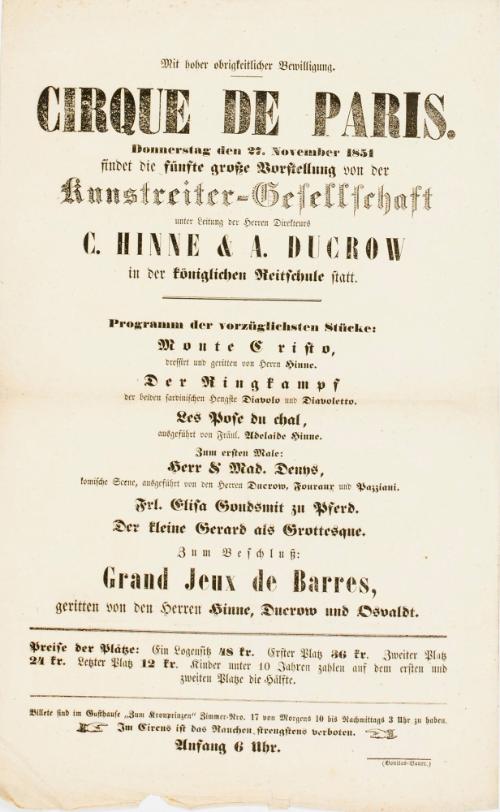 Mit hoher obrigkeitlicher Bewilligung.
CIRQUE DE PARIS.
Donnerstag den 27. November 1851
findet die fünfte große Vorstellung von der
Kunstreiter-Gesellschaft
unter Leitung der Herren Direkteurs
C. HINNE & A. DUCROW
in der königlichen Reitschule statt.
Programm der vorzüglichsten Stücke:
Monte Cristo,
dressirt und geritten von Herrn Hinne.
Der Ringkampf
der beiden sardinischen Hengste Diavolo und Diavoletto.
Les Pose du chal,
ausgeführt von Fräul. Adelaide Hinne.
Zum ersten Male:
Herr & Mad. Denys,
komische Scene, ausgeführt von den Herren Ducrow, Fouraux und Pazziani.
Frl. Elisa Goudsmit zu Pferd.
Der kleine Gerard als Grottesque.
Zum Beschluß:
Grand Jeux de Barres,
geritten von den Herren Hinne, Ducrow und Osvaldt.
Preise der Plätze: Ein Logensitz 48 kr. Erster Platz 36 kr. Zweiter Platz
24 kr. Letzter Platz 12 kr. Kinder unter 10 Jahren zahlen auf dem ersten und
zweiten Platze die Hälfte.
Billete sind im Gasthause „Zum Kronprinzen" Zimmer-Nro. 17 von Morgens 10 bis Nachmittags 3 Uhr zu haben.
Im Circus ist das Rauchen strengstens verboten.
Anfang 6 Uhr.
(Bonitas-Bauer.)